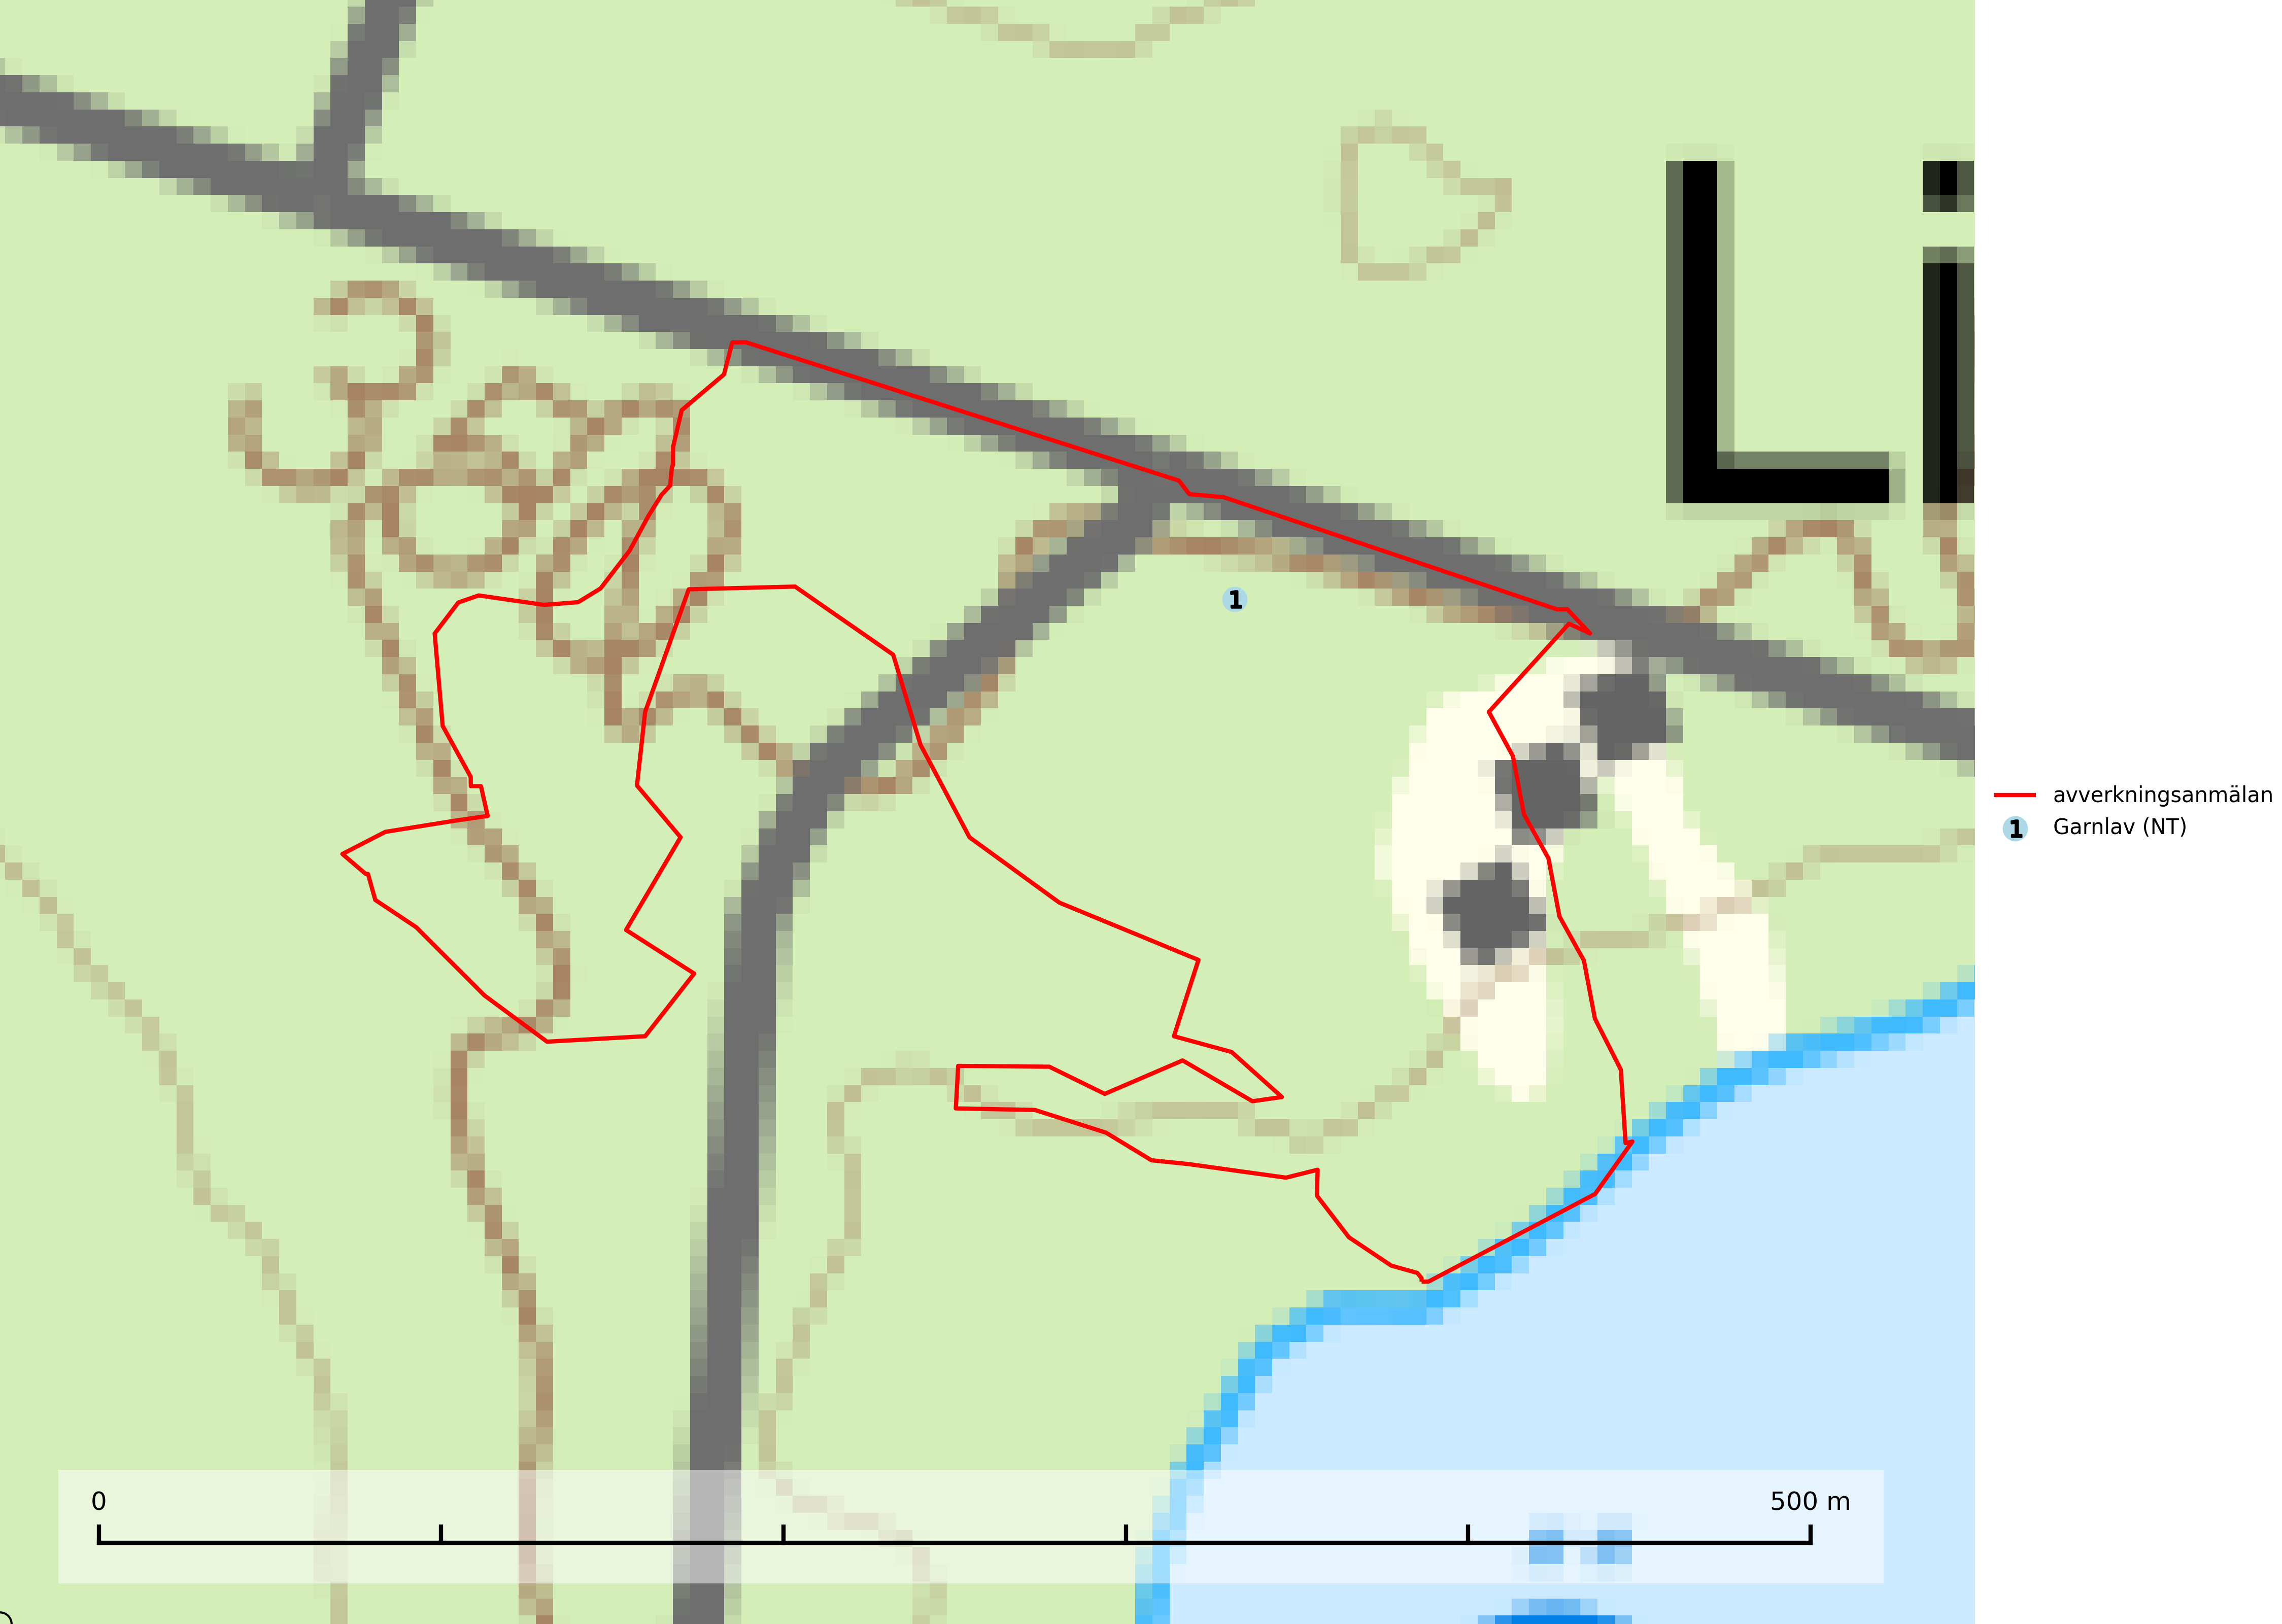 Li
1
avverkningsanmälan
1 Garnlav (NT)
0 500 m